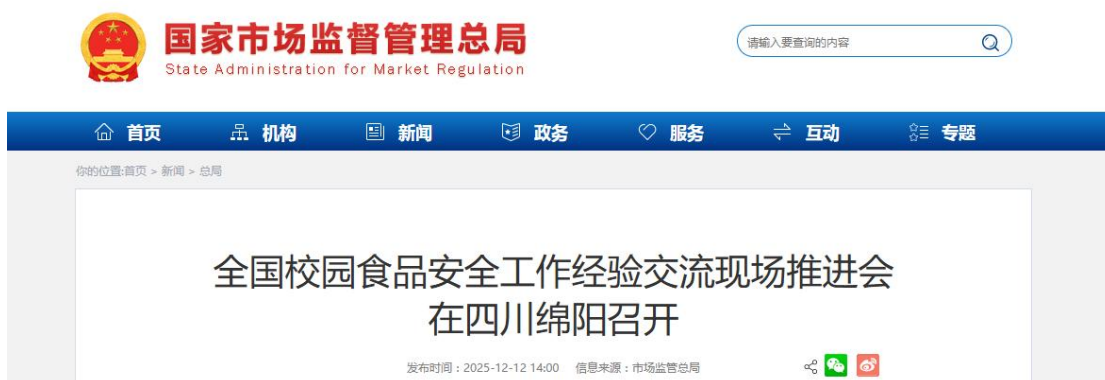 国家市场监督管理总局
State Administration for Market Regulation
请输入要查询的内容
首页 机构 新闻 政务 服务 互动 专题
你的位置:首页 > 新闻 > 总局
全国校园食品安全工作经验交流现场推进会
在四川绵阳召开
发布时间：2025-12-12 14:00 信息来源：市场监管总局